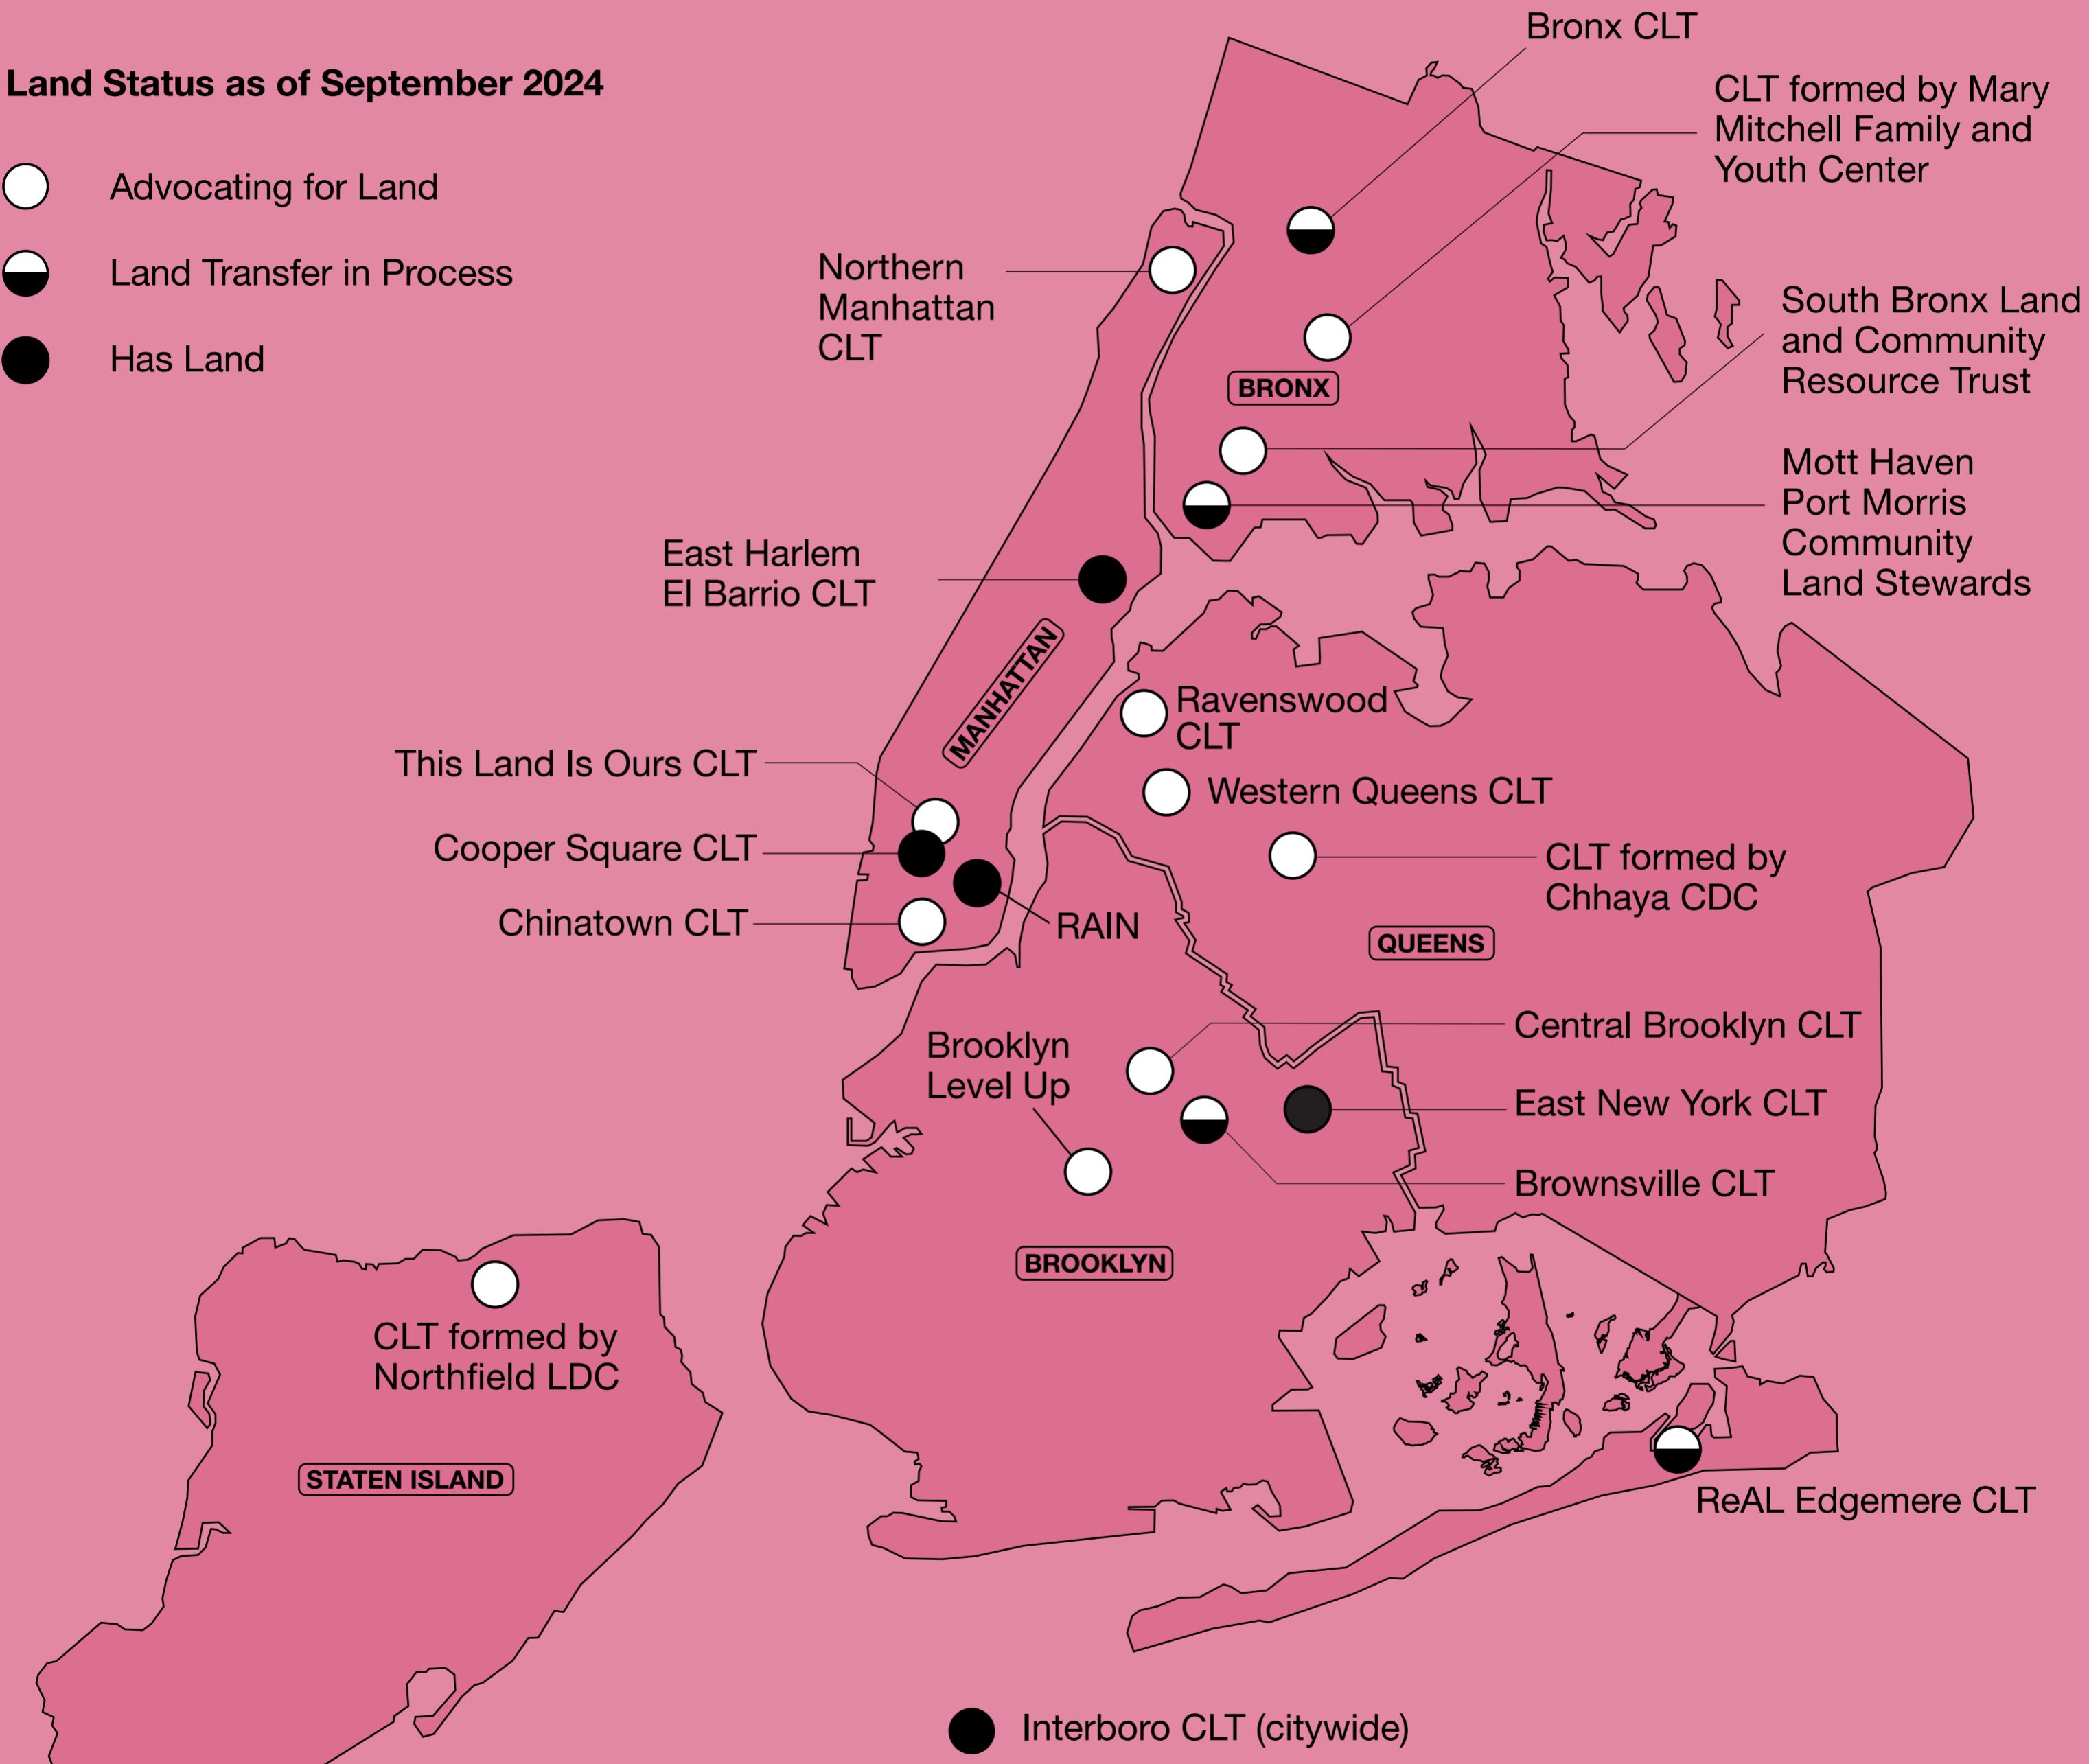 Land Status as of September 2024
Advocating for Land
Land Transfer in Process
Has Land
Bronx CLT
CLT formed by Mary
Mitchell Family and
Youth Center
Northern
Manhattan
CLT
South Bronx Land
and Community
Resource Trust
BRONX
Mott Haven
Port Morris
Community
Land Stewards
East Harlem
El Barrio CLT
MANHATTAN
Ravenswood
CLT
This Land Is Ours CLT
Western Queens CLT
Cooper Square CLT
CLT formed by
Chhaya CDC
Chinatown CLT
RAIN
QUEENS
Central Brooklyn CLT
Brooklyn
Level Up
East New York CLT
Brownsville CLT
BROOKLYN
CLT formed by
Northfield LDC
STATEN ISLAND
ReAL Edgemere CLT
Interboro CLT (citywide)